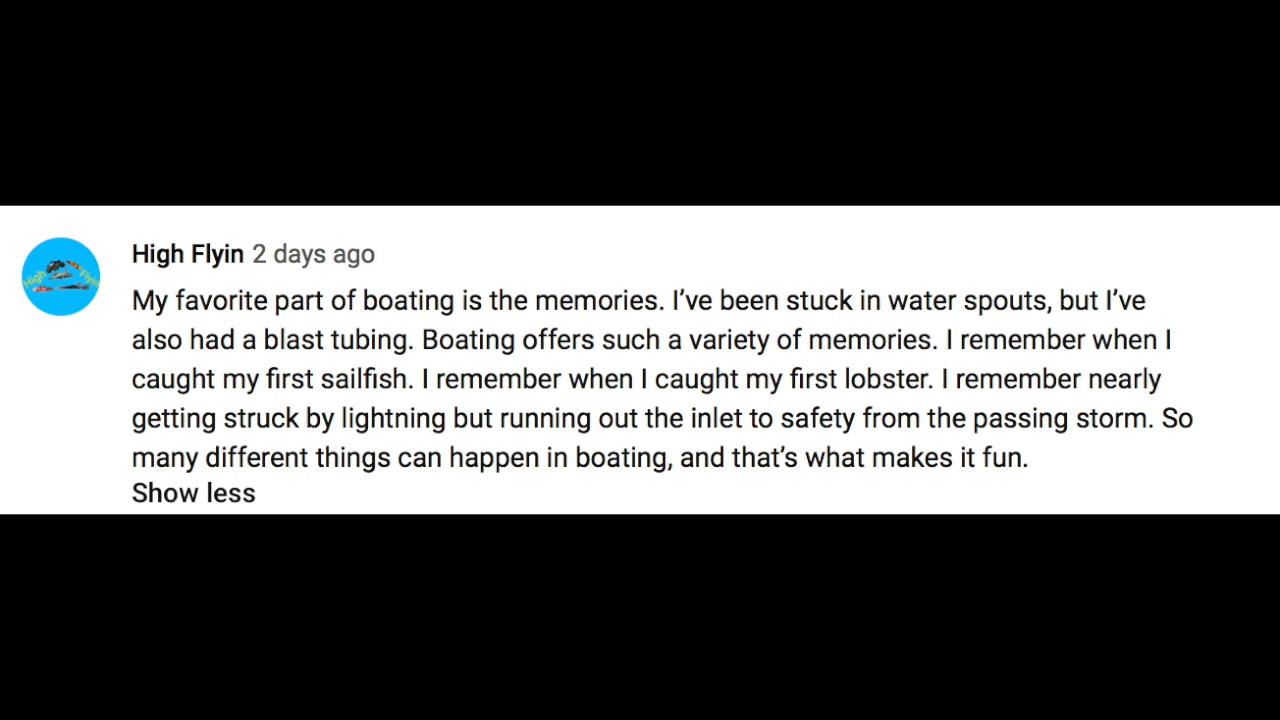 High Flyin 2 days ago
My favorite part of boating is the memories. I’ve been stuck in water spouts, but I’ve
also had a blast tubing. Boating offers such a variety of memories. I remember when I
caught my first sailfish. I remember when I caught my first lobster. I remember nearly
getting struck by lightning but running out the inlet to safety from the passing storm. So
many different things can happen in boating, and that’s what makes it fun.
Show less
High Flyin